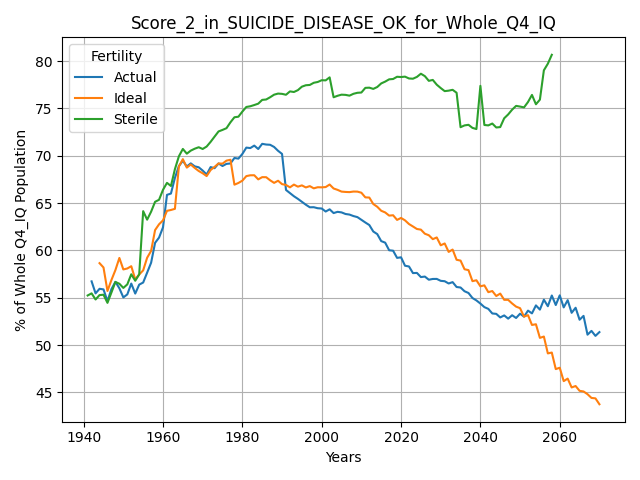 Score_2_in_SUICIDE_DISEASE_OK_for_Whole_Q4_IQ
Fertility
Actual
Ideal
Sterile
% of Whole Q4_IQ Population
80
75
70
65
60
55
50
45
1940
1960
1980
2000
2020
2040
2060
Years